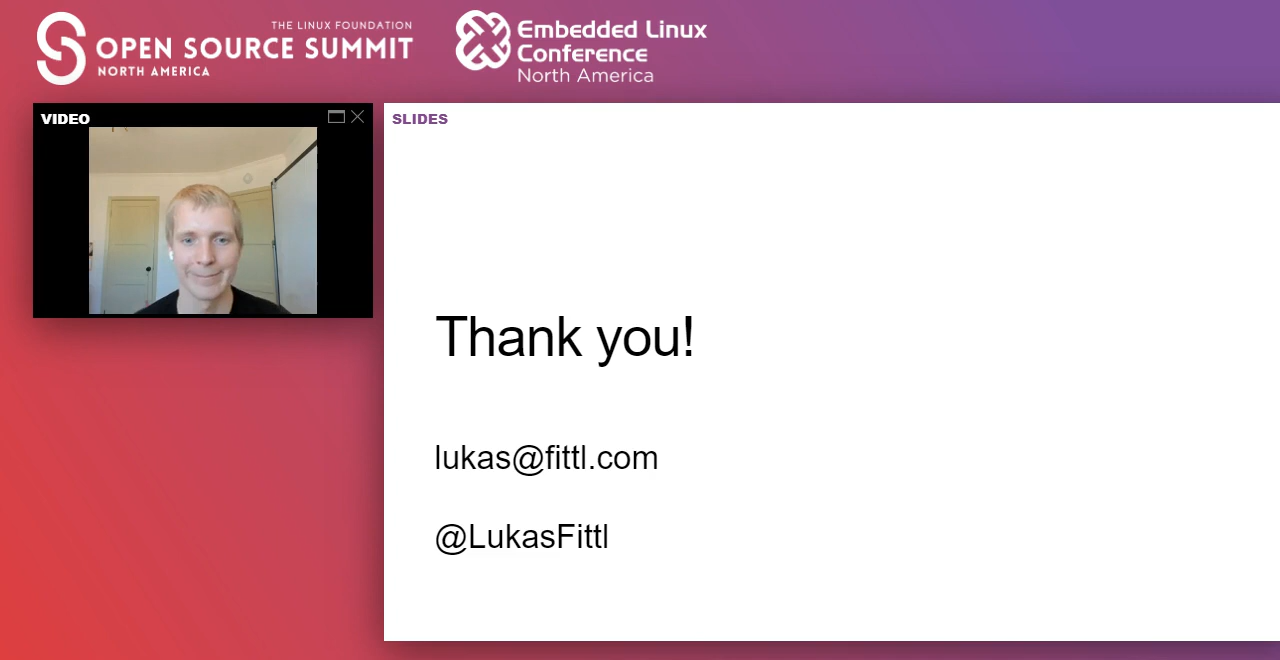 THE LINUX FOUNDATION
OPEN SOURCE SUMMIT
NORTH AMERICA
Embedded Linux
Conference
North America
VIDEO
SLIDES
Thank you!
lukas@fittl.com
@LukasFittl